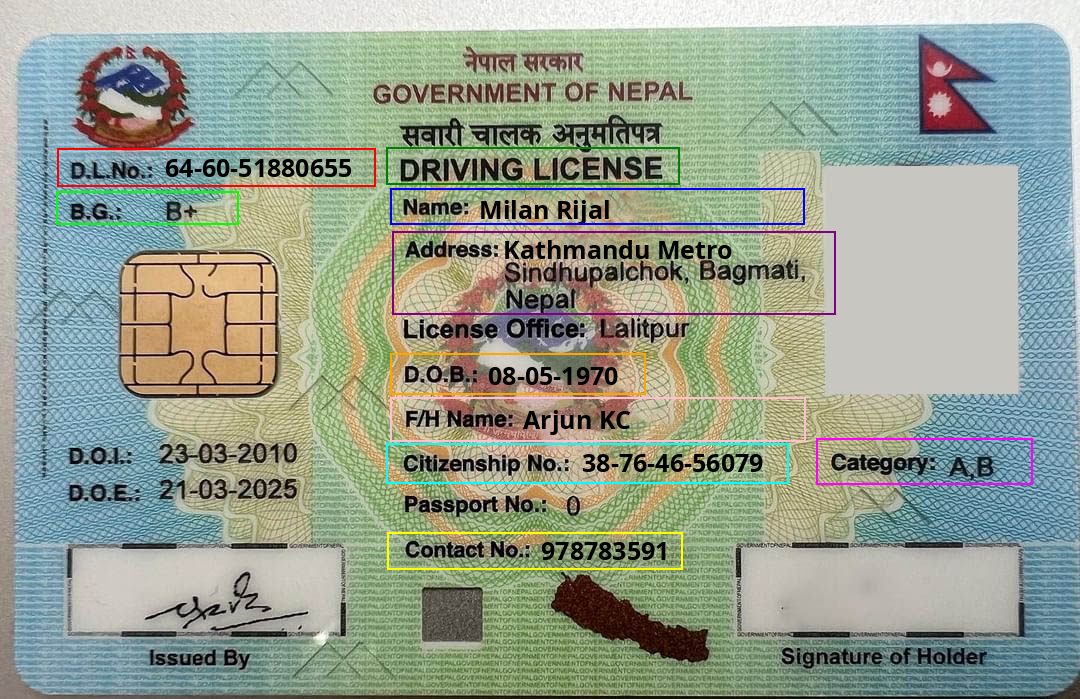 नेपाल सरकार
GOVERNMENT OF NEPAL
सवारी चालक अनुमतिपत्र
DRIVING LICENSE
D.L.No.: 64-60-51880655
B.G.: B+
Name: Milan Rijal
Address: Kathmandu Metro
Sindhupalchok, Bagmati,
Nepal
License Office: Lalitpur
D.O.B.: 08-05-1970
F/H Name: Arjun KC
D.O.I.: 23-03-2010
Citizenship No.: 38-76-46-56079
Category: A,B
D.O.E.: 21-03-2025
Passport No.: 0
Contact No.: 978783591
Issued By
Signature of Holder